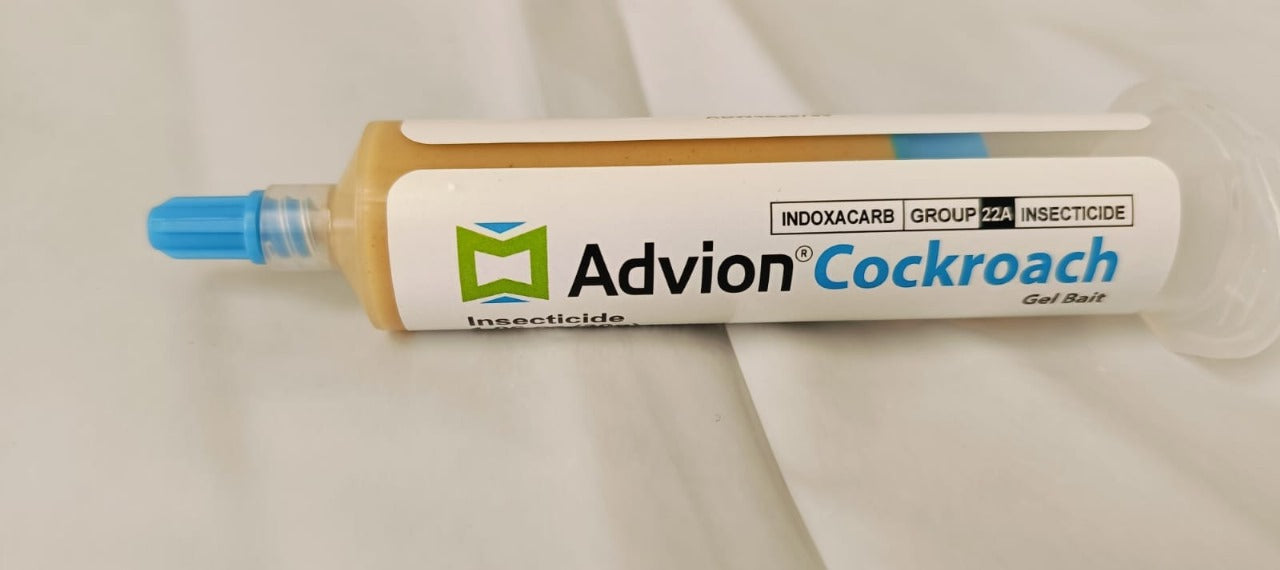 INDOXACARB GROUP 22A INSECTICIDE
Advion® Cockroach
Gel Bait
Insecticide